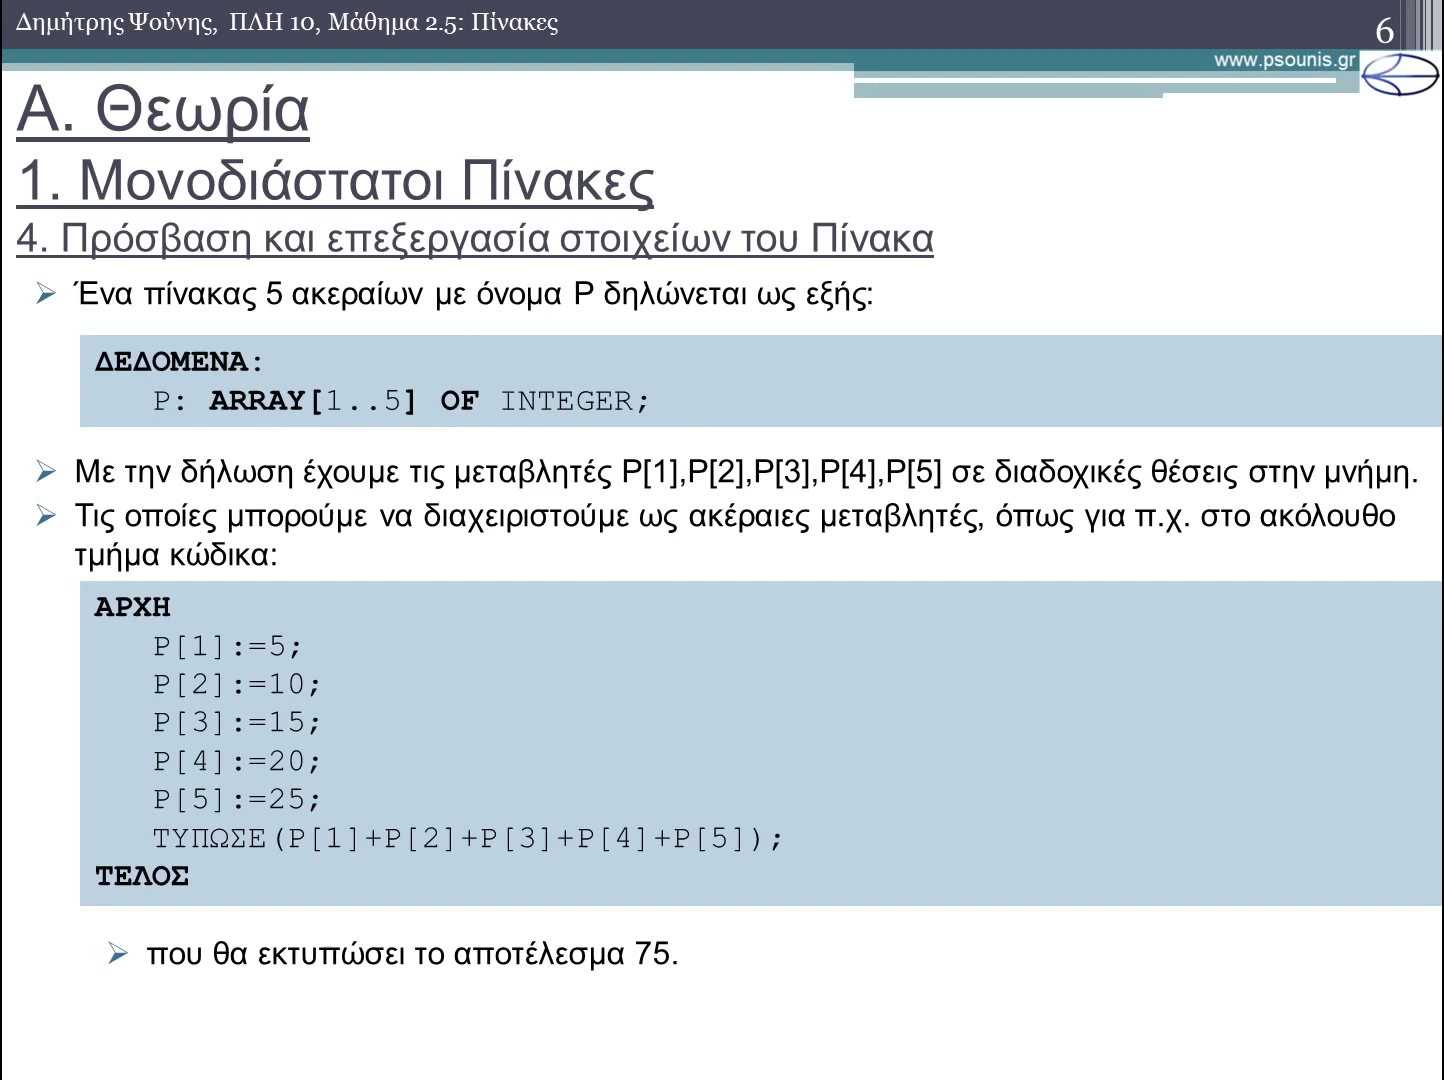 Δημήτρης Ψούνης, ΠΛΗ 10, Μάθημα 2.5: Πίνακες
6
www.psounis.gr
Α. Θεωρία
1. Μονοδιάστατοι Πίνακες
4. Πρόσβαση και επεξεργασία στοιχείων του Πίνακα
Ένα πίνακας 5 ακεραίων με όνομα P δηλώνεται ως εξής:
ΔΕΔΟΜΕΝΑ:
P: ARRAY[1..5] OF INTEGER;
Με την δήλωση έχουμε τις μεταβλητές P[1],P[2],P[3],P[4],P[5] σε διαδοχικές θέσεις στην μνήμη.
Τις οποίες μπορούμε να διαχειριστούμε ως ακέραιες μεταβλητές, όπως για π.χ. στο ακόλουθο
τμήμα κώδικα:
ΑΡΧΗ
P[1]:=5;
P[2]:=10;
P[3]:=15;
P[4]:=20;
P[5]:=25;
ΤΥΠΩΣΕ(P[1]+P[2]+P[3]+P[4]+P[5]);
ΤΕΛΟΣ
που θα εκτυπώσει το αποτέλεσμα 75.